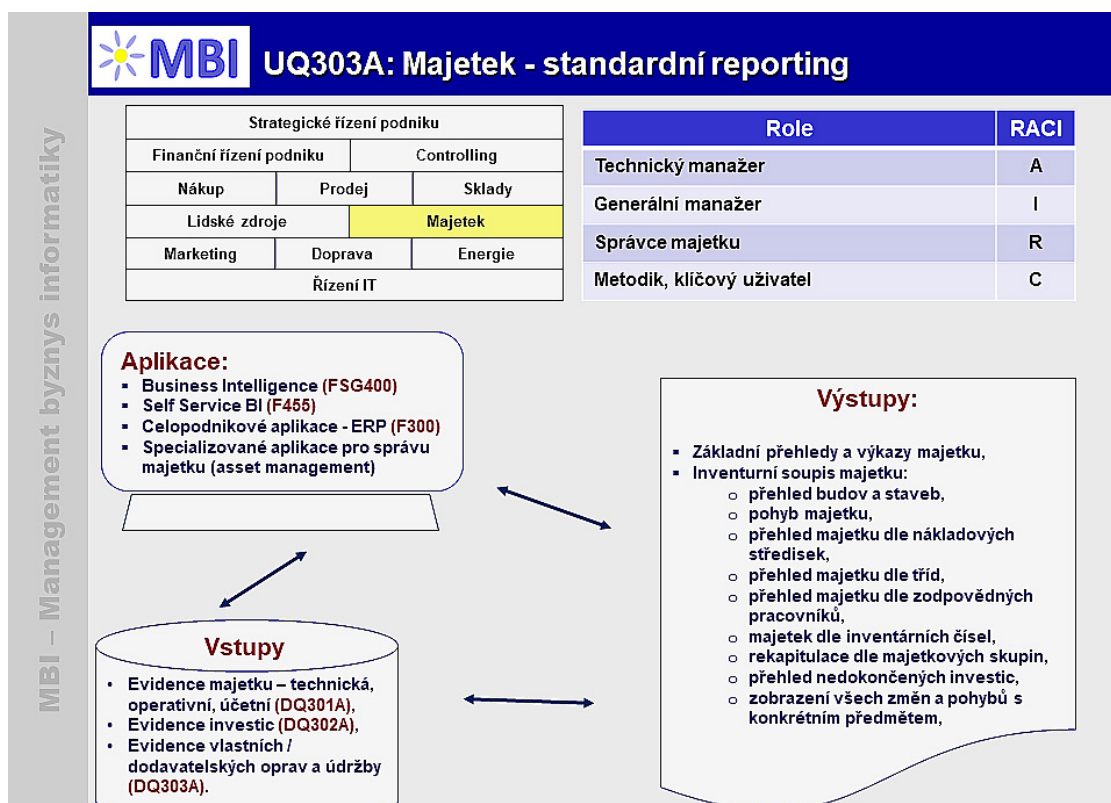 MBI
UQ303A: Majetek - standardní reporting
MBI – Management byznys informatiky
Strategické řízení podniku
Finanční řízení podniku Controlling
Nákup Prodej Sklady
Lidské zdroje Majetek
Marketing Doprava Energie
Řízení IT
Role RACI
Technický manažer A
Generální manažer I
Správce majetku R
Metodik, klíčový uživatel C
Aplikace:
▪ Business Intelligence (FSG400)
▪ Self Service BI (F455)
▪ Celopodnikové aplikace - ERP (F300)
▪ Specializované aplikace pro správu
majetku (asset management)
Vstupy
• Evidence majetku – technická,
operativní, účetní (DQ301A),
• Evidence investic (DQ302A),
• Evidence vlastních /
dodavatelských oprav a údržby
(DQ303A).
Výstupy:
▪ Základní přehledy a výkazy majetku,
▪ Inventurní soupis majetku:
o přehled budov a staveb,
o pohyb majetku,
o přehled majetku dle nákladových
středisek,
o přehled majetku dle tříd,
o přehled majetku dle zodpovědných
pracovníků,
o majetek dle inventárních čísel,
o rekapitulace dle majetkových skupin,
o přehled nedokončených investic,
o zobrazení všech změn a pohybů s
konkrétním předmětem,